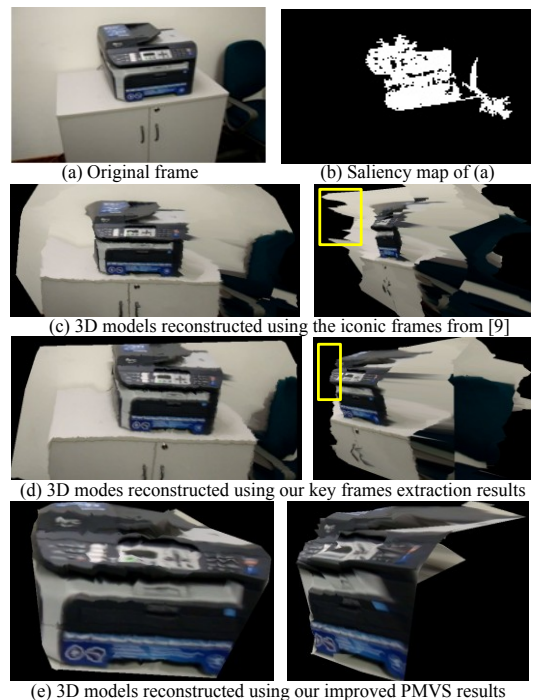 (a) Original frame
(b) Saliency map of (a)
(c) 3D models reconstructed using the iconic frames from [9]
(d) 3D modes reconstructed using our key frames extraction results
(e) 3D models reconstructed using our improved PMVS results